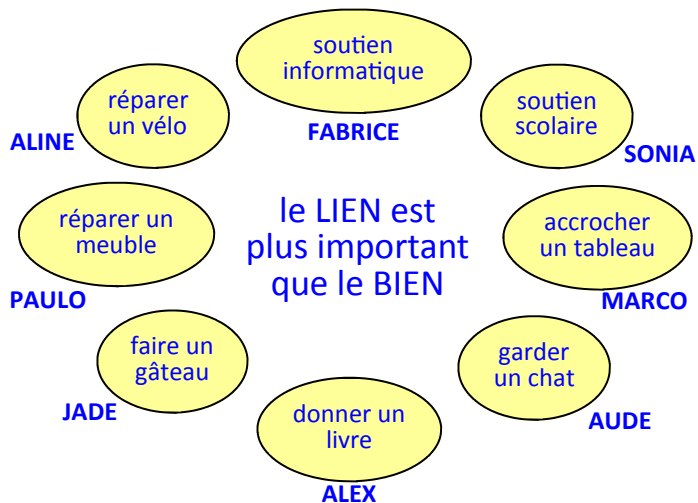 soutien
informatique
FABRICE
réparer
un vélo
ALINE
soutien
scolaire
SONIA
réparer un
meuble
PAULO
le LIEN est
plus important
que le BIEN
accrocher
un tableau
MARCO
faire un
gâteau
JADE
garder
un chat
AUDE
donner un
livre
ALEX